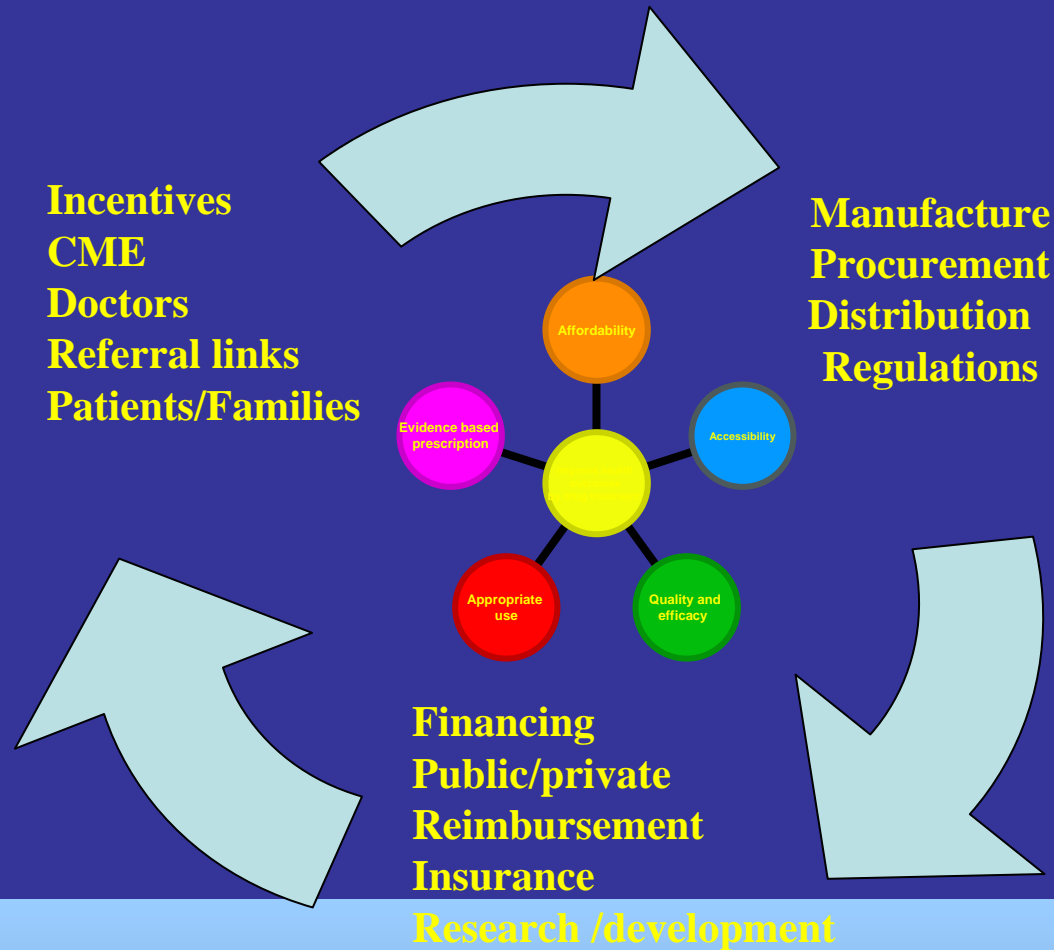 Incentives
CME
Doctors
Referral links
Patients/Families
Manufacture
Procurement
Distribution
Regulations
Affordability
Evidence based
prescription
Accessibility
Appropriate
use
Quality and
efficacy
Financing
Public/private
Reimbursement
Insurance
Research /development